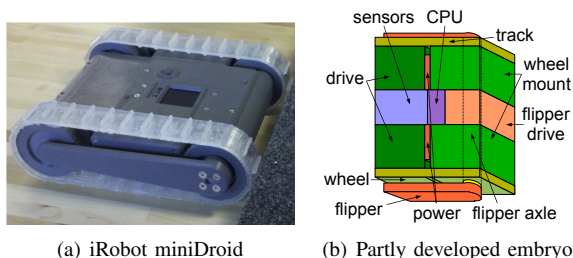 sensors CPU
track
drive
wheel
mount
flipper
drive
wheel
flipper
power
flipper axle
(a) iRobot miniDroid
(b) Partly developed embryo